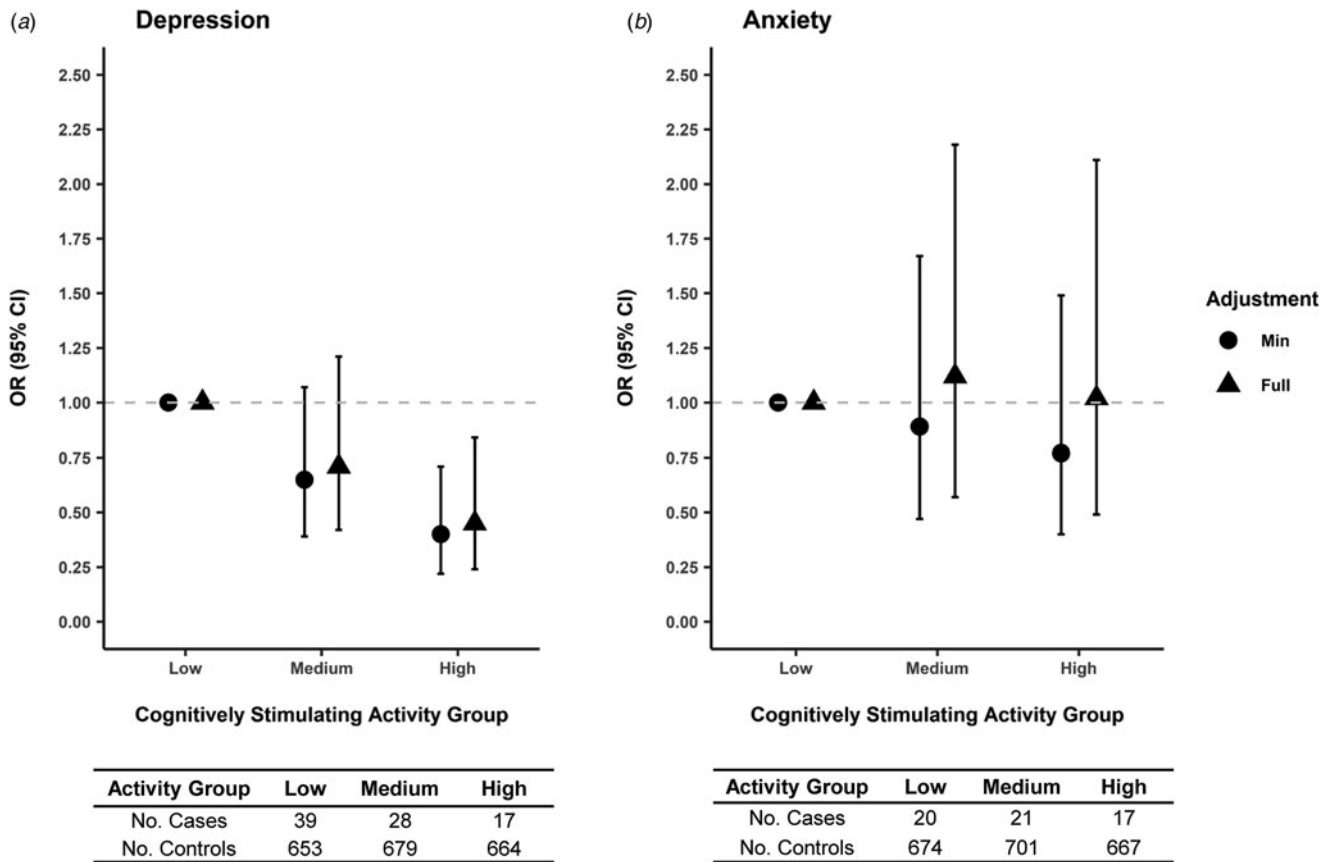 (a) Depression
2.50
2.25
2.00
1.75
1.50
1.25
1.00
0.75
0.50
0.25
0.00
OR (95% CI)
Low Medium High
Cognitively Stimulating Activity Group
Activity Group Low Medium High
No. Cases 39 28 17
No. Controls 653 679 664
(b) Anxiety
2.50
2.25
2.00
1.75
1.50
1.25
1.00
0.75
0.50
0.25
0.00
OR (95% CI)
Low Medium High
Cognitively Stimulating Activity Group
Activity Group Low Medium High
No. Cases 20 21 17
No. Controls 674 701 667
Adjustment
Min
Full